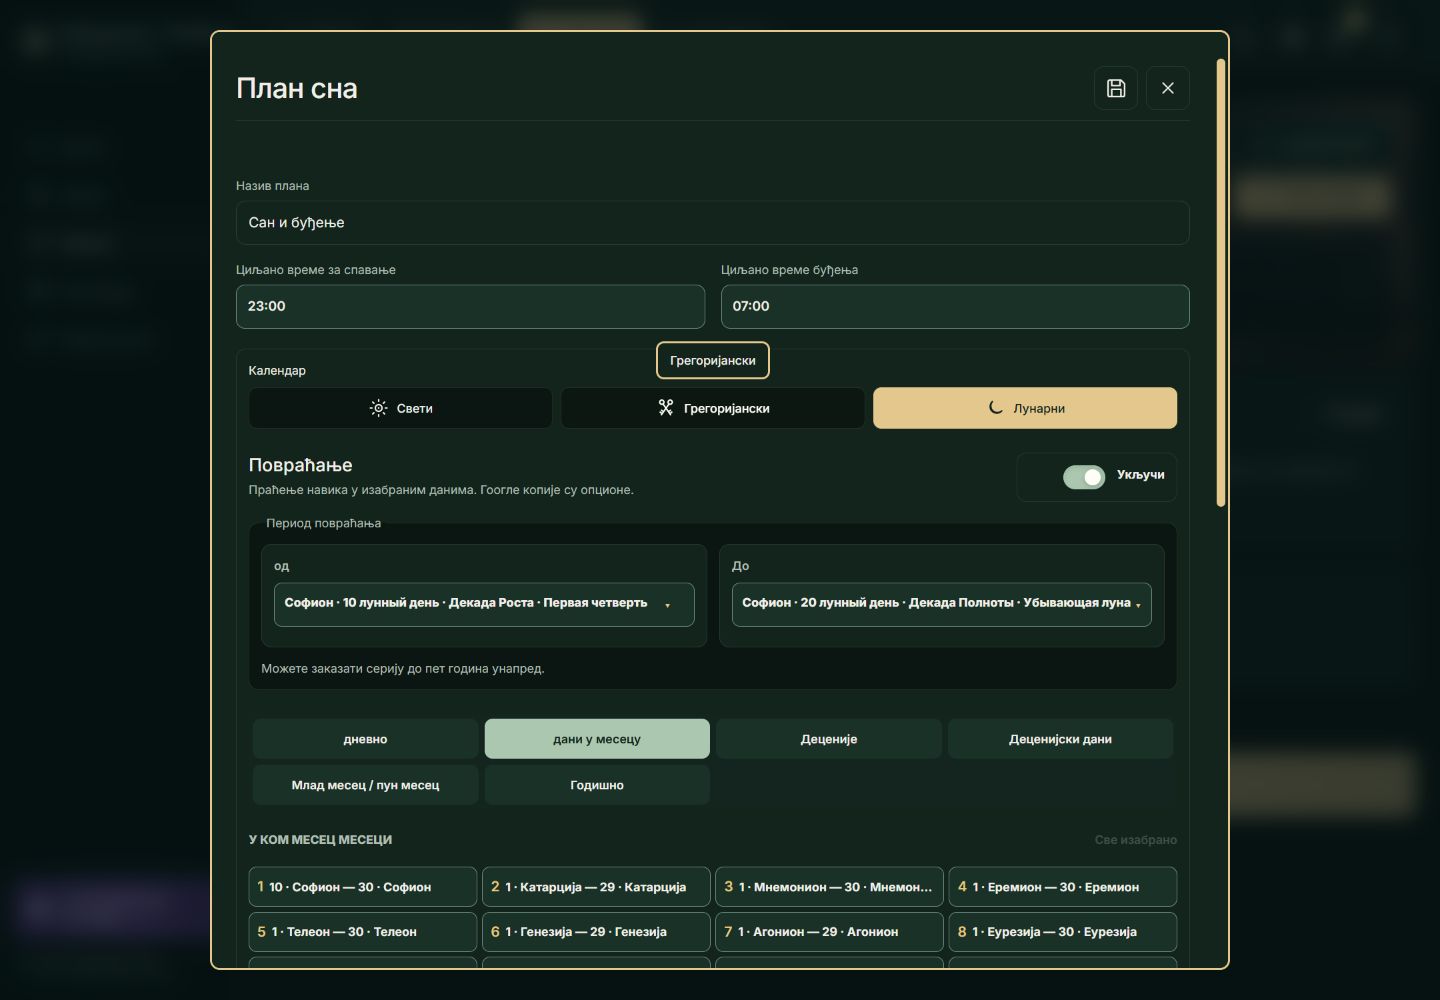 План сна
Назив плана
Сан и буђење
Циљано време за спавање
Циљано време буђења
23:00
07:00
Грегоријански
Календар
Свети
Грегоријански
Лунарни
Повраћање
Праћење навика у изабраним данима. Гоогле копије су опционе.
Укључи
Период повраћања
од
До
Софион · 10 лунный день · Декада Роста · Первая четверть
Софион · 20 лунный день · Декада Полноты · Убывающая луна
Можете заказати серију до пет година унапред.
дневно
дани у месецу
Деценије
Деценијски дани
Млад месец / пун месец
Годишно
У КОМ МЕСЕЦ МЕСЕЦИ
Све изабрано
1 10 · Софион — 30 · Софион
2 1 · Катарција — 29 · Катарција
3 1 · Мнемонион — 30 · Мнемон...
4 1 · Еремион — 30 · Еремион
5 1 · Телеон — 30 · Телеон
6 1 · Генезија — 29 · Генезија
7 1 · Агонион — 29 · Агонион
8 1 · Еурезија — 30 · Еурезија